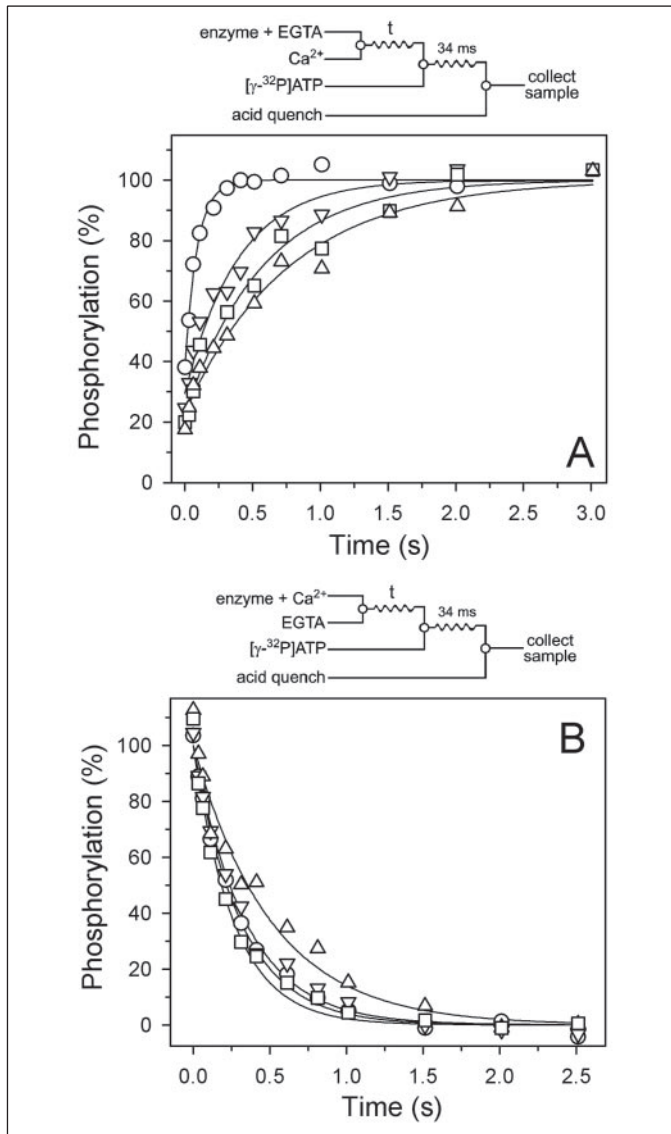 t
enzyme + EGTA
34 ms
Ca²⁺
collect
sample
[γ-³²P]ATP
acid quench
100
80
60
40
20
0
Phosphorylation (%)
A
0.0 0.5 1.0 1.5 2.0 2.5 3.0
Time (s)
t
enzyme + Ca²⁺
34 ms
EGTA
collect
sample
[γ-³²P]ATP
acid quench
B
100
80
60
40
20
0
Phosphorylation (%)
0.0 0.5 1.0 1.5 2.0 2.5
Time (s)